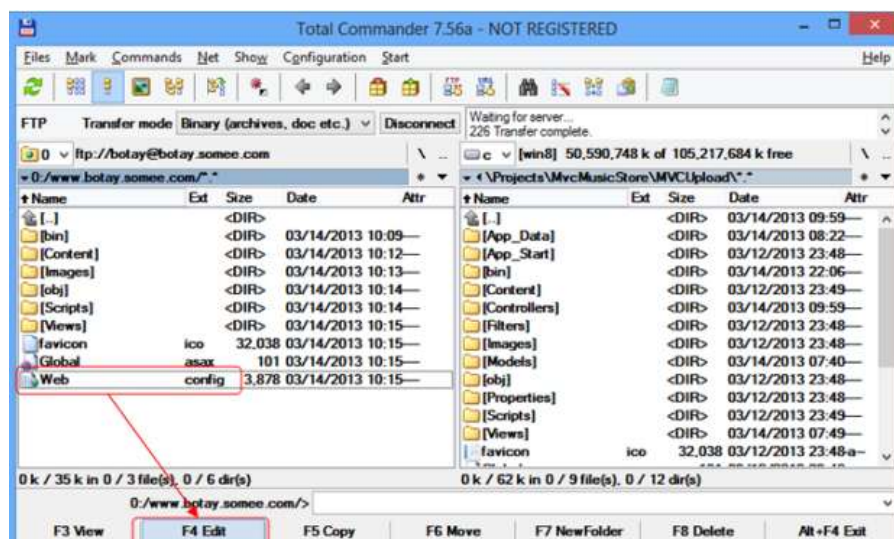 Total Commander 7.56a - NOT REGISTERED
Files Mark Commands Net Show Configuration Start Help
FTP Transfer mode Binary (archives, doc etc.) Disconnect
Waiting for server...
226 Transfer complete.
0 ftp://botay@botay.somee.com \ ..
c [win8] 50,590,748 k of 105,217,684 k free \ ..
0:/www.botay.somee.com/*.* * 
\Projects\MvcMusicStore\MVCUpload\*.* *
Name Ext Size Date Attr
[..] <DIR>
[bin] <DIR> 03/14/2013 10:09----
[Content] <DIR> 03/14/2013 10:12----
[Images] <DIR> 03/14/2013 10:13----
[obj] <DIR> 03/14/2013 10:14----
[Scripts] <DIR> 03/14/2013 10:14----
[Views] <DIR> 03/14/2013 10:15----
favicon ico 32,038 03/14/2013 10:15----
Global asax 101 03/14/2013 10:15----
Web config 3,878 03/14/2013 10:15----
0 k / 35 k in 0 / 3 file(s), 0 / 6 dir(s)
Name Ext Size Date Attr
[..] <DIR> 03/14/2013 09:59----
[App_Data] <DIR> 03/14/2013 08:22----
[App_Start] <DIR> 03/12/2013 23:48----
[bin] <DIR> 03/14/2013 22:06----
[Content] <DIR> 03/12/2013 23:49----
[Controllers] <DIR> 03/14/2013 09:59----
[Filters] <DIR> 03/12/2013 23:48----
[Images] <DIR> 03/12/2013 23:48----
[Models] <DIR> 03/14/2013 07:40----
[obj] <DIR> 03/12/2013 23:48----
[Properties] <DIR> 03/12/2013 23:48----
[Scripts] <DIR> 03/12/2013 23:49----
[Views] <DIR> 03/14/2013 07:49----
favicon ico 32,038 03/12/2013 23:48-a--
0 k / 62 k in 0 / 9 file(s), 0 / 12 dir(s)
0:/www.botay.somee.com/>
F3 View F4 Edit F5 Copy F6 Move F7 NewFolder F8 Delete Alt+F4 Exit